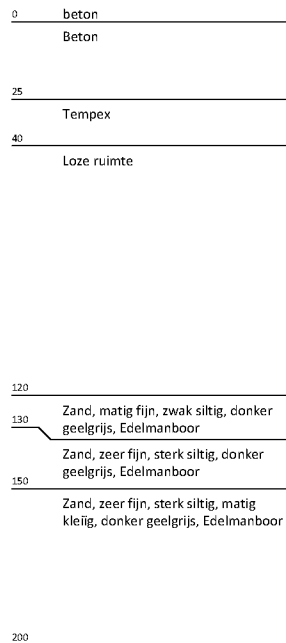 0 beton
Beton
25
Tempex
40
Loze ruimte
120
Zand, matig fijn, zwak siltig, donker
130
geelgrijs, Edelmanboor
Zand, zeer fijn, sterk siltig, donker
geelgrijs, Edelmanboor
150
Zand, zeer fijn, sterk siltig, matig
kleiïg, donker geelgrijs, Edelmanboor
200